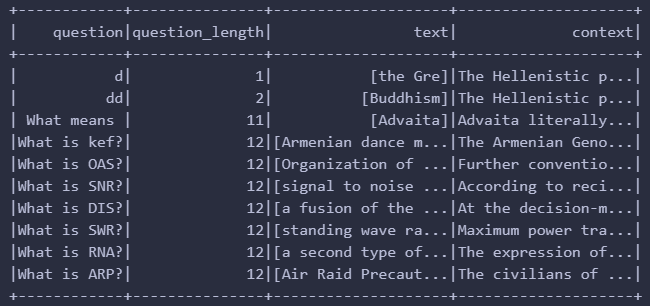 +------------+---------------+--------------------+--------------------+
|    question|question_length|                text|             context|
+------------+---------------+--------------------+--------------------+
|           d|              1|           [the Gre]|The Hellenistic p...|
|          dd|              2|          [Buddhism]|The Hellenistic p...|
| What means |             11|           [Advaita]|Advaita literally...|
|What is kef?|             12|[Armenian dance m...|The Armenian Geno...|
|What is OAS?|             12|[Organization of ...|Further conventio...|
|What is SNR?|             12|[signal to noise ...|According to reci...|
|What is DIS?|             12|[a fusion of the ...|At the decision-m...|
|What is SWR?|             12|[standing wave ra...|Maximum power tra...|
|What is RNA?|             12|[a second type of...|The expression of...|
|What is ARP?|             12|[Air Raid Precaut...|The civilians of ...|
+------------+---------------+--------------------+--------------------+